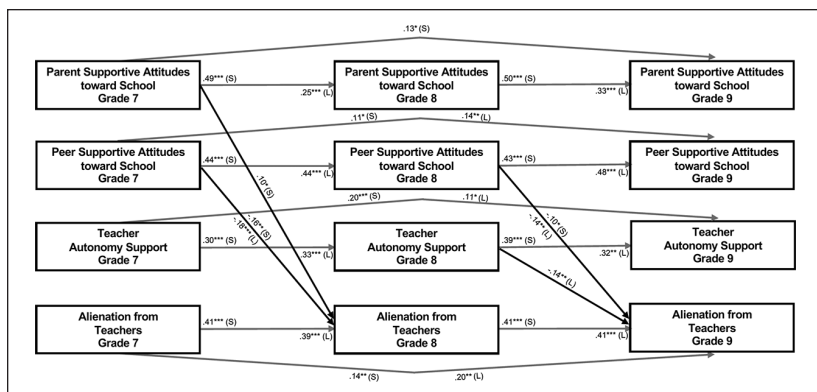 .13* (S)
Parent Supportive Attitudes
toward School
Grade 7
.49*** (S)
.25*** (L)
Parent Supportive Attitudes
toward School
Grade 8
.50*** (S)
.33*** (L)
Parent Supportive Attitudes
toward School
Grade 9
.11* (S)
.14** (L)
Peer Supportive Attitudes
toward School
Grade 7
.44*** (S)
.44*** (L)
Peer Supportive Attitudes
toward School
Grade 8
.43*** (S)
.48*** (L)
Peer Supportive Attitudes
toward School
Grade 9
.10* (S)
-.16** (S)
-.18*** (L)
-.10* (S)
-.14** (L)
.20*** (S)
.11* (L)
Teacher
Autonomy Support
Grade 7
.30*** (S)
.33*** (L)
Teacher
Autonomy Support
Grade 8
.39*** (S)
.32** (L)
Teacher
Autonomy Support
Grade 9
-.14** (L)
Alienation from
Teachers
Grade 7
.41*** (S)
.39*** (L)
Alienation from
Teachers
Grade 8
.41*** (S)
.41*** (L)
Alienation from
Teachers
Grade 9
.14** (S)
.20** (L)